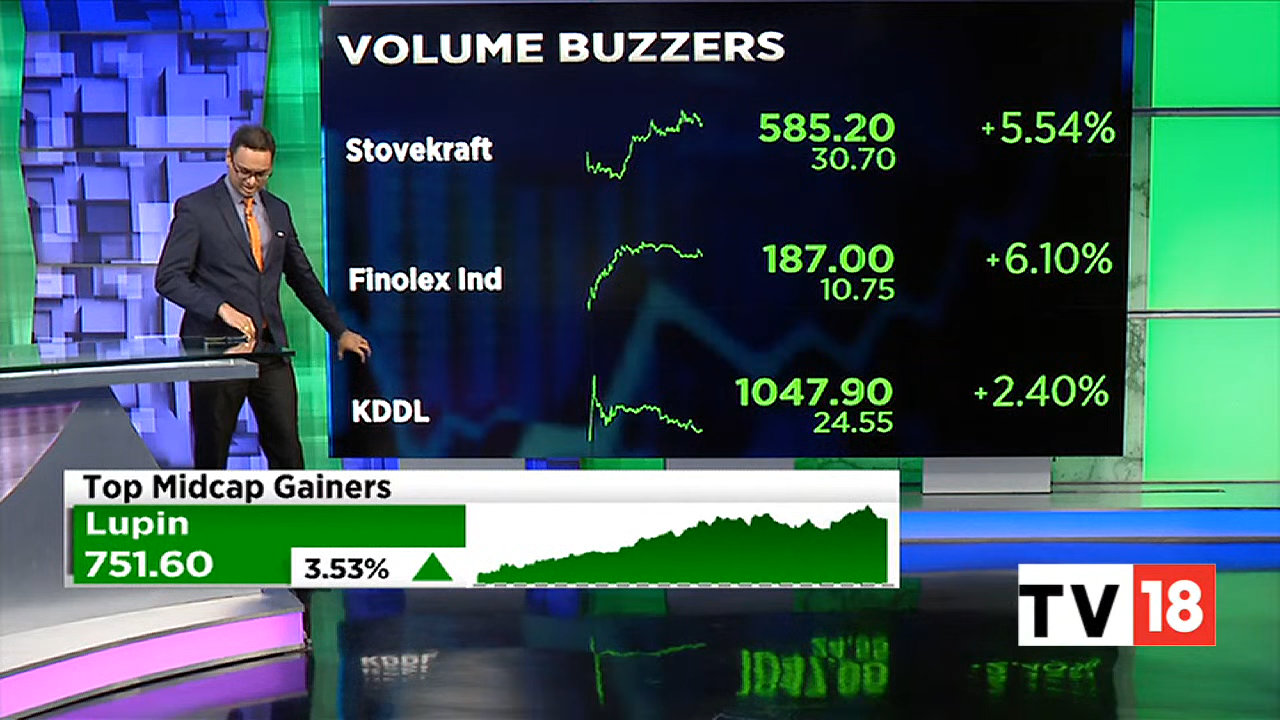 VOLUME BUZZERS
Stovekraft 585.20 +5.54%
30.70
Finolex Ind 187.00 +6.10%
10.75
KDDL 1047.90 +2.40%
24.55
Top Midcap Gainers
Lupin
751.60 3.53%
TV18